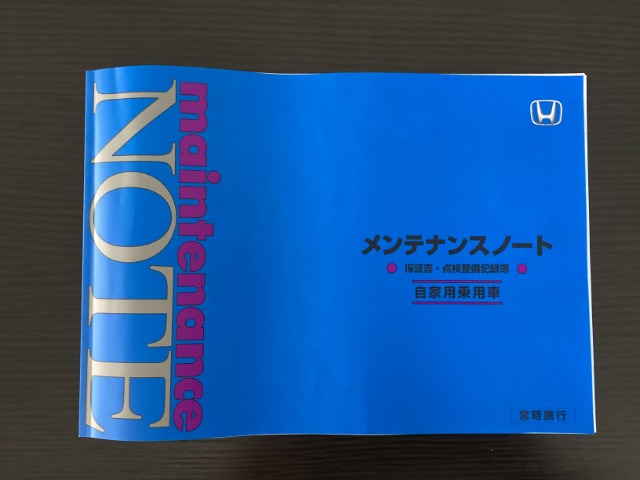 maintenance
NOTE
メンテナンスノート
保証書・点検整備記録簿
自家用乗用車
常時携行